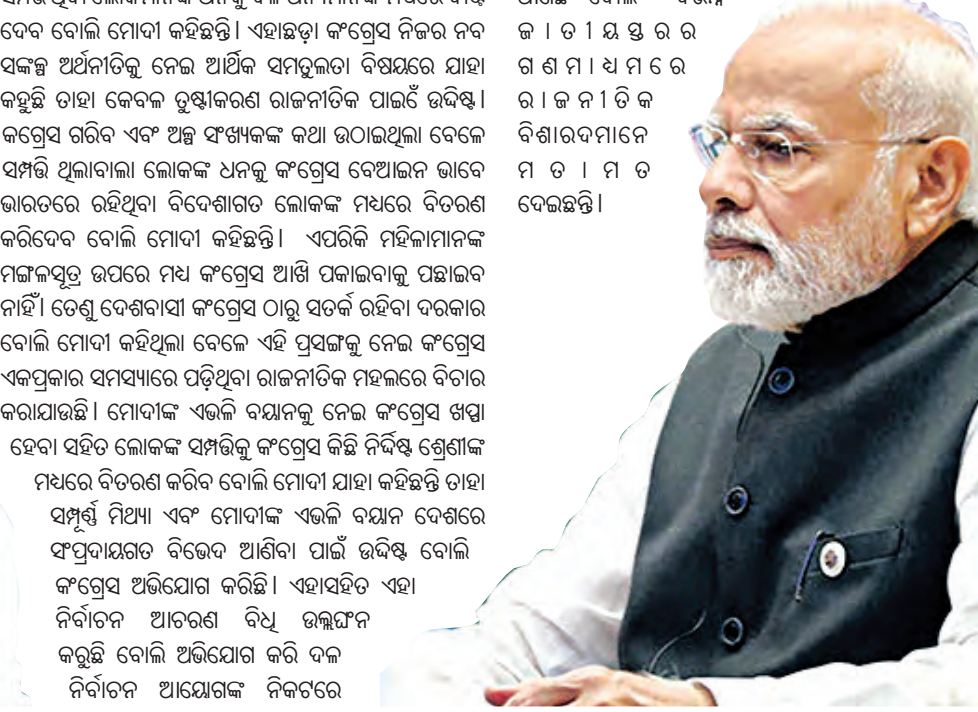 ଦେବ ବୋଲି ମୋଦୀ କହିଛନ୍ତି। ଏହାଛଡ଼ା କଂଗ୍ରେସ ନିଜର ନବ
ସଙ୍କଳ୍ପ ଅର୍ଥନୀତିକୁ ନେଇ ଆର୍ଥିକ ସମତୁଲତା ବିଷୟରେ ଯାହା
କହୁଛି ତାହା କେବଳ ତୁଷ୍ଟୀକରଣ ରାଜନୀତିକ ପାଇଁେ ଉଦ୍ଦିଷ୍ଟ।
କଗ୍ରେସ ଗରିବ ଏବଂ ଅଳ୍ପ ସଂଖ୍ୟକଙ୍କ କଥା ଉଠାଇଥିଲା ବେଳେ
ସମ୍ପତ୍ତି ଥିଲାବାଲା ଲୋକଙ୍କ ଧନକୁ କଂଗ୍ରେସ ବେଆଇନ ଭାବେ
ଭାରତରେ ରହିଥିବା ବିଦେଶାଗତ ଲୋକଙ୍କ ମଧ୍ୟରେ ବିତରଣ
କରିଦେବ ବୋଲି ମୋଦୀ କହିଛନ୍ତି। ଏପରିକି ମହିଳାମାନଙ୍କ
ମଙ୍ଗଳସୂତ୍ର ଉପରେ ମଧ୍ୟ କଂଗ୍ରେସ ଆଖି ପକାଇବାକୁ ପଛାଇବ
ନାହିଁ। ତେଣୁ ଦେଶବାସୀ କଂଗ୍ରେସ ଠାରୁ ସତର୍କ ରହିବା ଦରକାର
ବୋଲି ମୋଦୀ କହିଥିଲା ବେଳେ ଏହି ପ୍ରସଙ୍ଗକୁ ନେଇ କଂଗ୍ରେସ
ଏକପ୍ରକାର ସମସ୍ୟାରେ ପଡ଼ିଥିବା ରାଜନୀତିକ ମହଲରେ ବିଚାର
କରାଯାଉଛି। ମୋଦୀଙ୍କ ଏଭଳି ବୟାନକୁ ନେଇ କଂଗ୍ରେସ ଖପ୍ପା
ହେବା ସହିତ ଲୋକଙ୍କ ସମ୍ପତ୍ତିକୁ କଂଗ୍ରେସ କିଛି ନିର୍ଦ୍ଦିଷ୍ଟ ଶ୍ରେଣୀଙ୍କ
ମଧ୍ୟରେ ବିତରଣ କରିବ ବୋଲି ମୋଦୀ ଯାହା କହିଛନ୍ତି ତାହା
ସମ୍ପୂର୍ଣ୍ଣ ମିଥ୍ୟା ଏବଂ ମୋଦୀଙ୍କ ଏଭଳି ବୟାନ ଦେଶରେ
ସଂପ୍ରଦାୟଗତ ବିଭେଦ ଆଣିବା ପାଇଁ ଉଦ୍ଦିଷ୍ଟ ବୋଲି
କଂଗ୍ରେସ ଅଭିଯୋଗ କରିଛି। ଏହାସହିତ ଏହା
ନିର୍ବାଚନ ଆଚରଣ ବିଧି ଉଲ୍ଲଙ୍ଘନ
କରୁଛି ବୋଲି ଅଭିଯୋଗ କରି ଦଳ
ନିର୍ବାଚନ ଆୟୋଗଙ୍କ ନିକଟରେ
ଜାତୀୟସ୍ତରର
ଗଣମାଧ୍ୟମରେ
ରାଜନୀତିକ
ବିଶାରଦମାନେ
ମତାମତ
ଦେଇଛନ୍ତି।